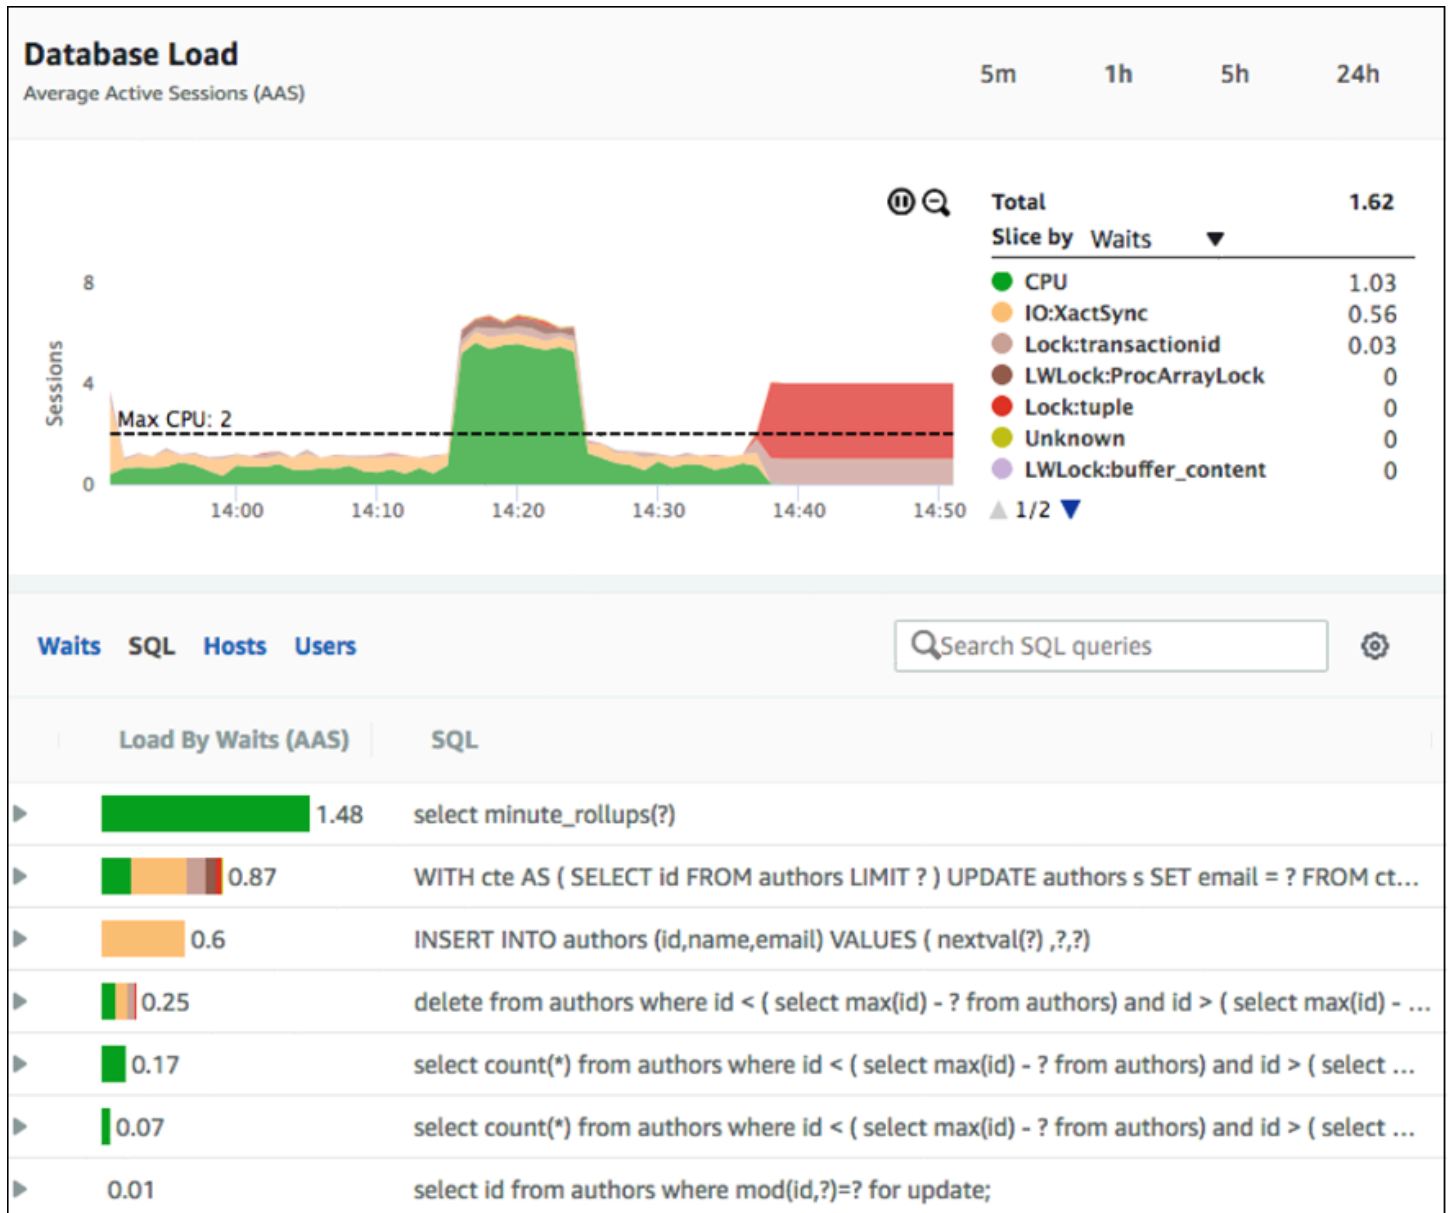 Database Load
Average Active Sessions (AAS)
5m 1h 5h 24h
Total 1.62
Slice by Waits ▼
8
4
0
Sessions
Max CPU: 2
14:00 14:10 14:20 14:30 14:40 14:50
CPU 1.03
IO:XactSync 0.56
Lock:transactionid 0.03
LWLock:ProcArrayLock 0
Lock:tuple 0
Unknown 0
LWLock:buffer_content 0
1/2
Waits SQL Hosts Users
Search SQL queries
Load By Waits (AAS) SQL
1.48 select minute_rollups(?)
0.87 WITH cte AS ( SELECT id FROM authors LIMIT ? ) UPDATE authors s SET email = ? FROM ct...
0.6 INSERT INTO authors (id,name,email) VALUES ( nextval(?) ,?,?)
0.25 delete from authors where id < ( select max(id) - ? from authors) and id > ( select max(id) - ...
0.17 select count(*) from authors where id < ( select max(id) - ? from authors) and id > ( select ...
0.07 select count(*) from authors where id < ( select max(id) - ? from authors) and id > ( select ...
0.01 select id from authors where mod(id,?)=? for update;